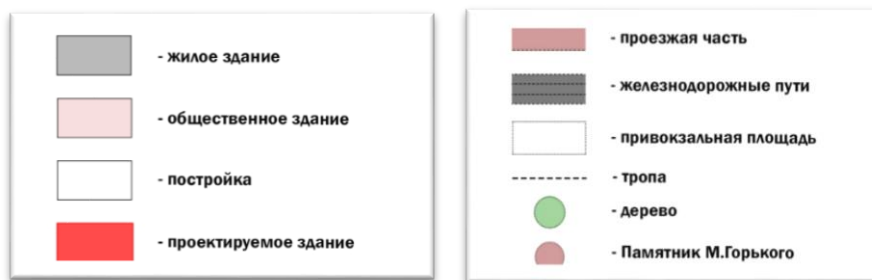 - жилое здание
- общественное здание
- постройка
- проектируемое здание
- проезжая часть
- железнодорожные пути
- привокзальная площадь
- тропа
- дерево
- Памятник М.Горького